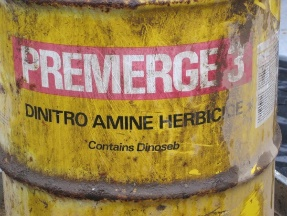 PREMERGE 3
DINITRO AMINE HERBICIDE
Contains Dinoseb